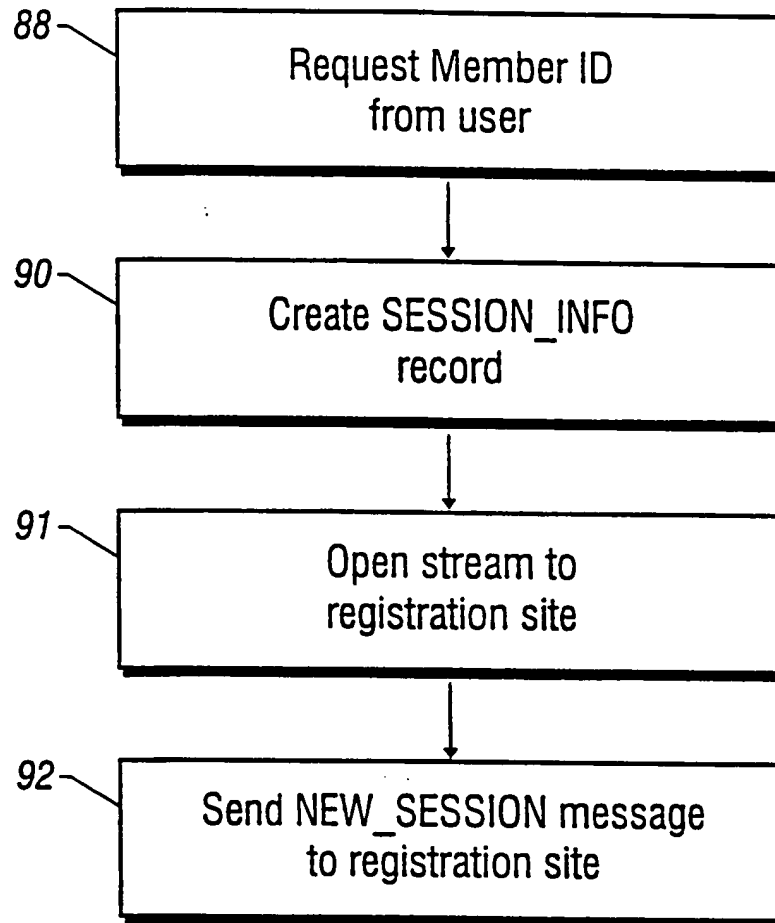 88
Request Member ID
from user
90
Create SESSION_INFO
record
91
Open stream to
registration site
92
Send NEW_SESSION message
to registration site